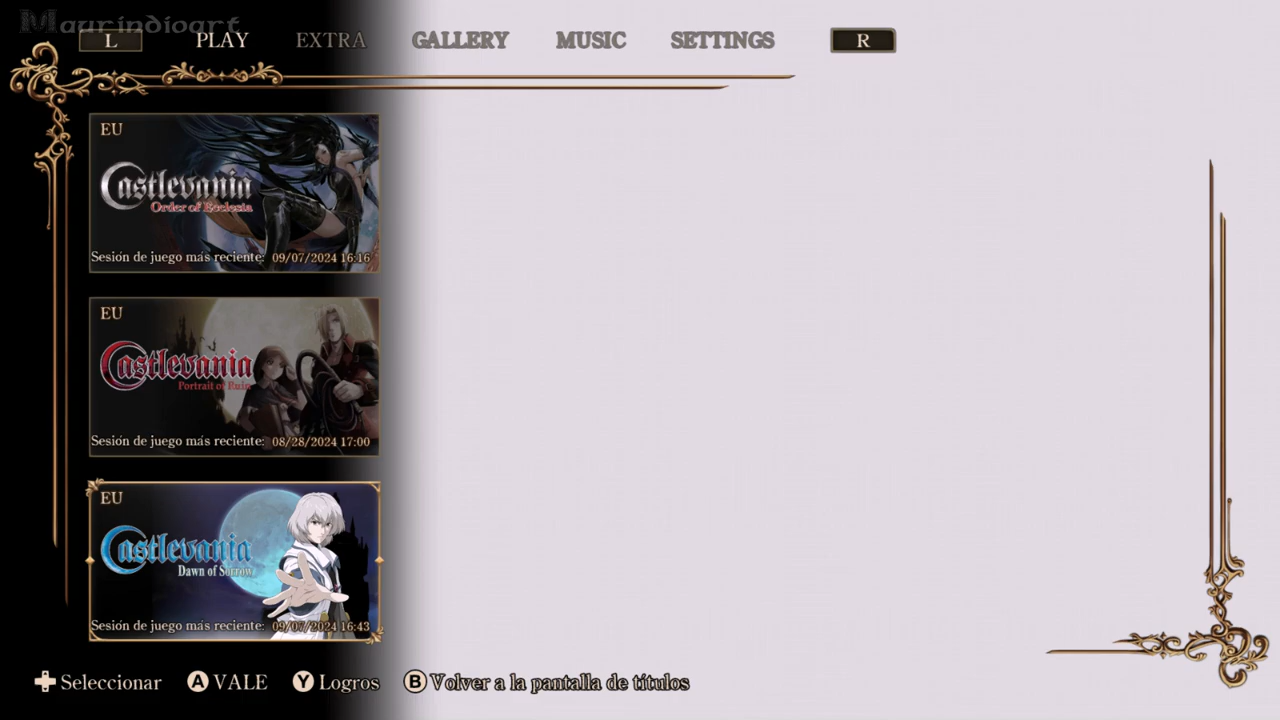 Maurindioart
L PLAY EXTRA GALLERY MUSIC SETTINGS R
EU
Castlevania
Order of Ecclesia
Sesión de juego más reciente: 09/07/2024 16:16
EU
Castlevania
Portrait of Ruin
Sesión de juego más reciente: 08/28/2024 17:00
EU
Castlevania
Dawn of Sorrow
Sesión de juego más reciente: 09/07/2024 16:43
Seleccionar A VALE Y Logros B Volver a la pantalla de títulos